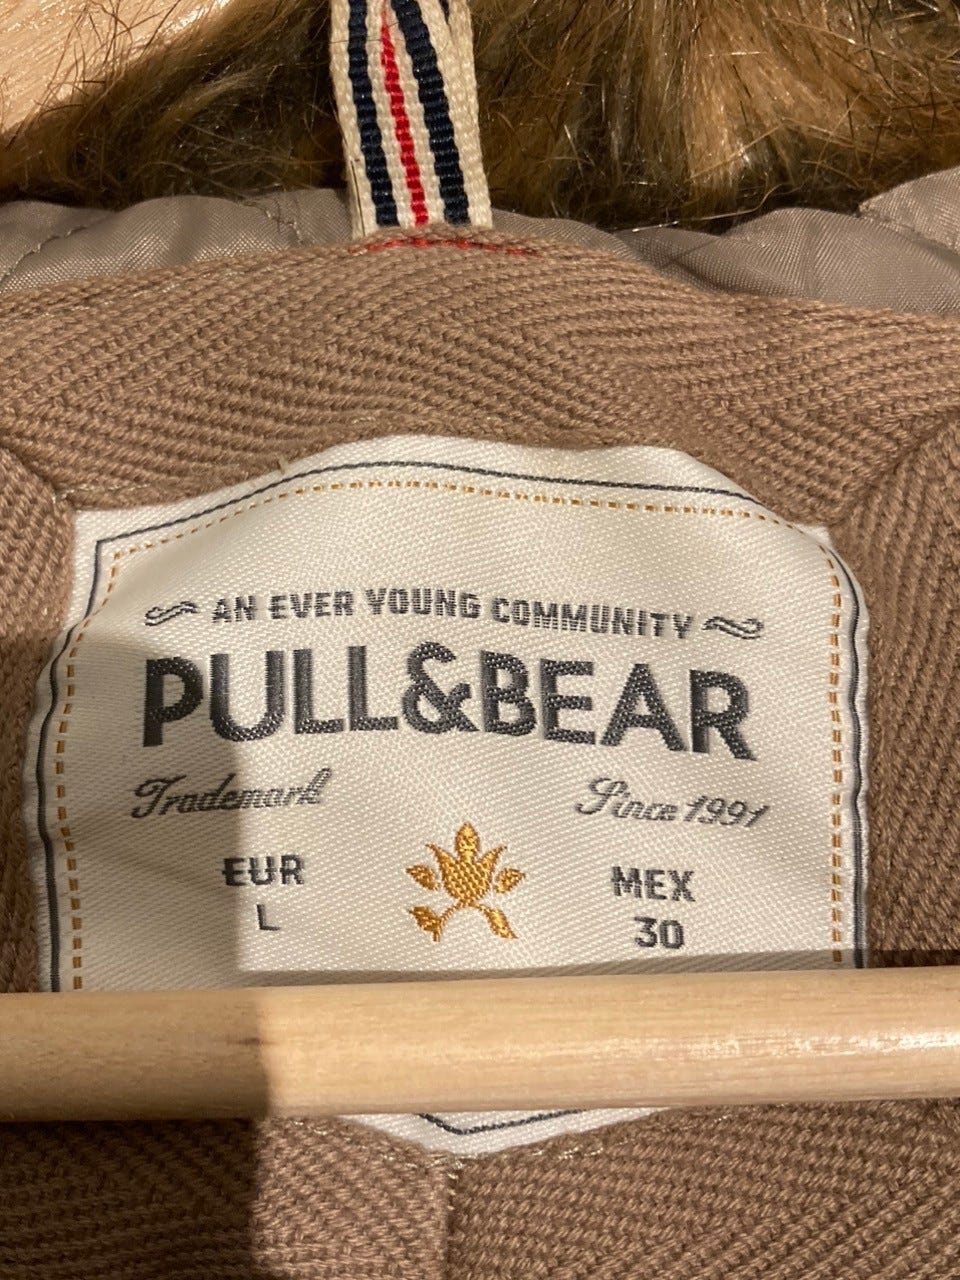 AN EVER YOUNG COMMUNITY
PULL&BEAR
Trademark Since 1991
EUR MEX
L 30